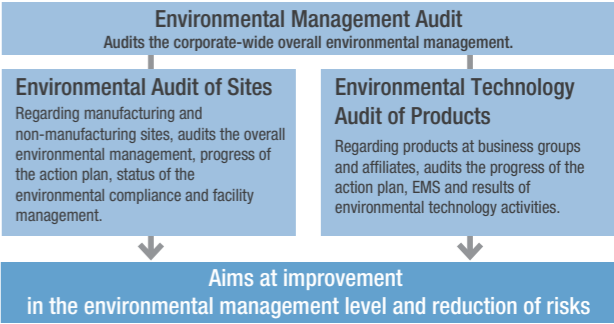 Environmental Management Audit
Audits the corporate-wide overall environmental management.
Environmental Audit of Sites
Regarding manufacturing and
non-manufacturing sites, audits the overall
environmental management, progress of
the action plan, status of the
environmental compliance and facility
management.
Environmental Technology
Audit of Products
Regarding products at business groups
and affiliates, audits the progress of the
action plan, EMS and results of
environmental technology activities.
Aims at improvement
in the environmental management level and reduction of risks